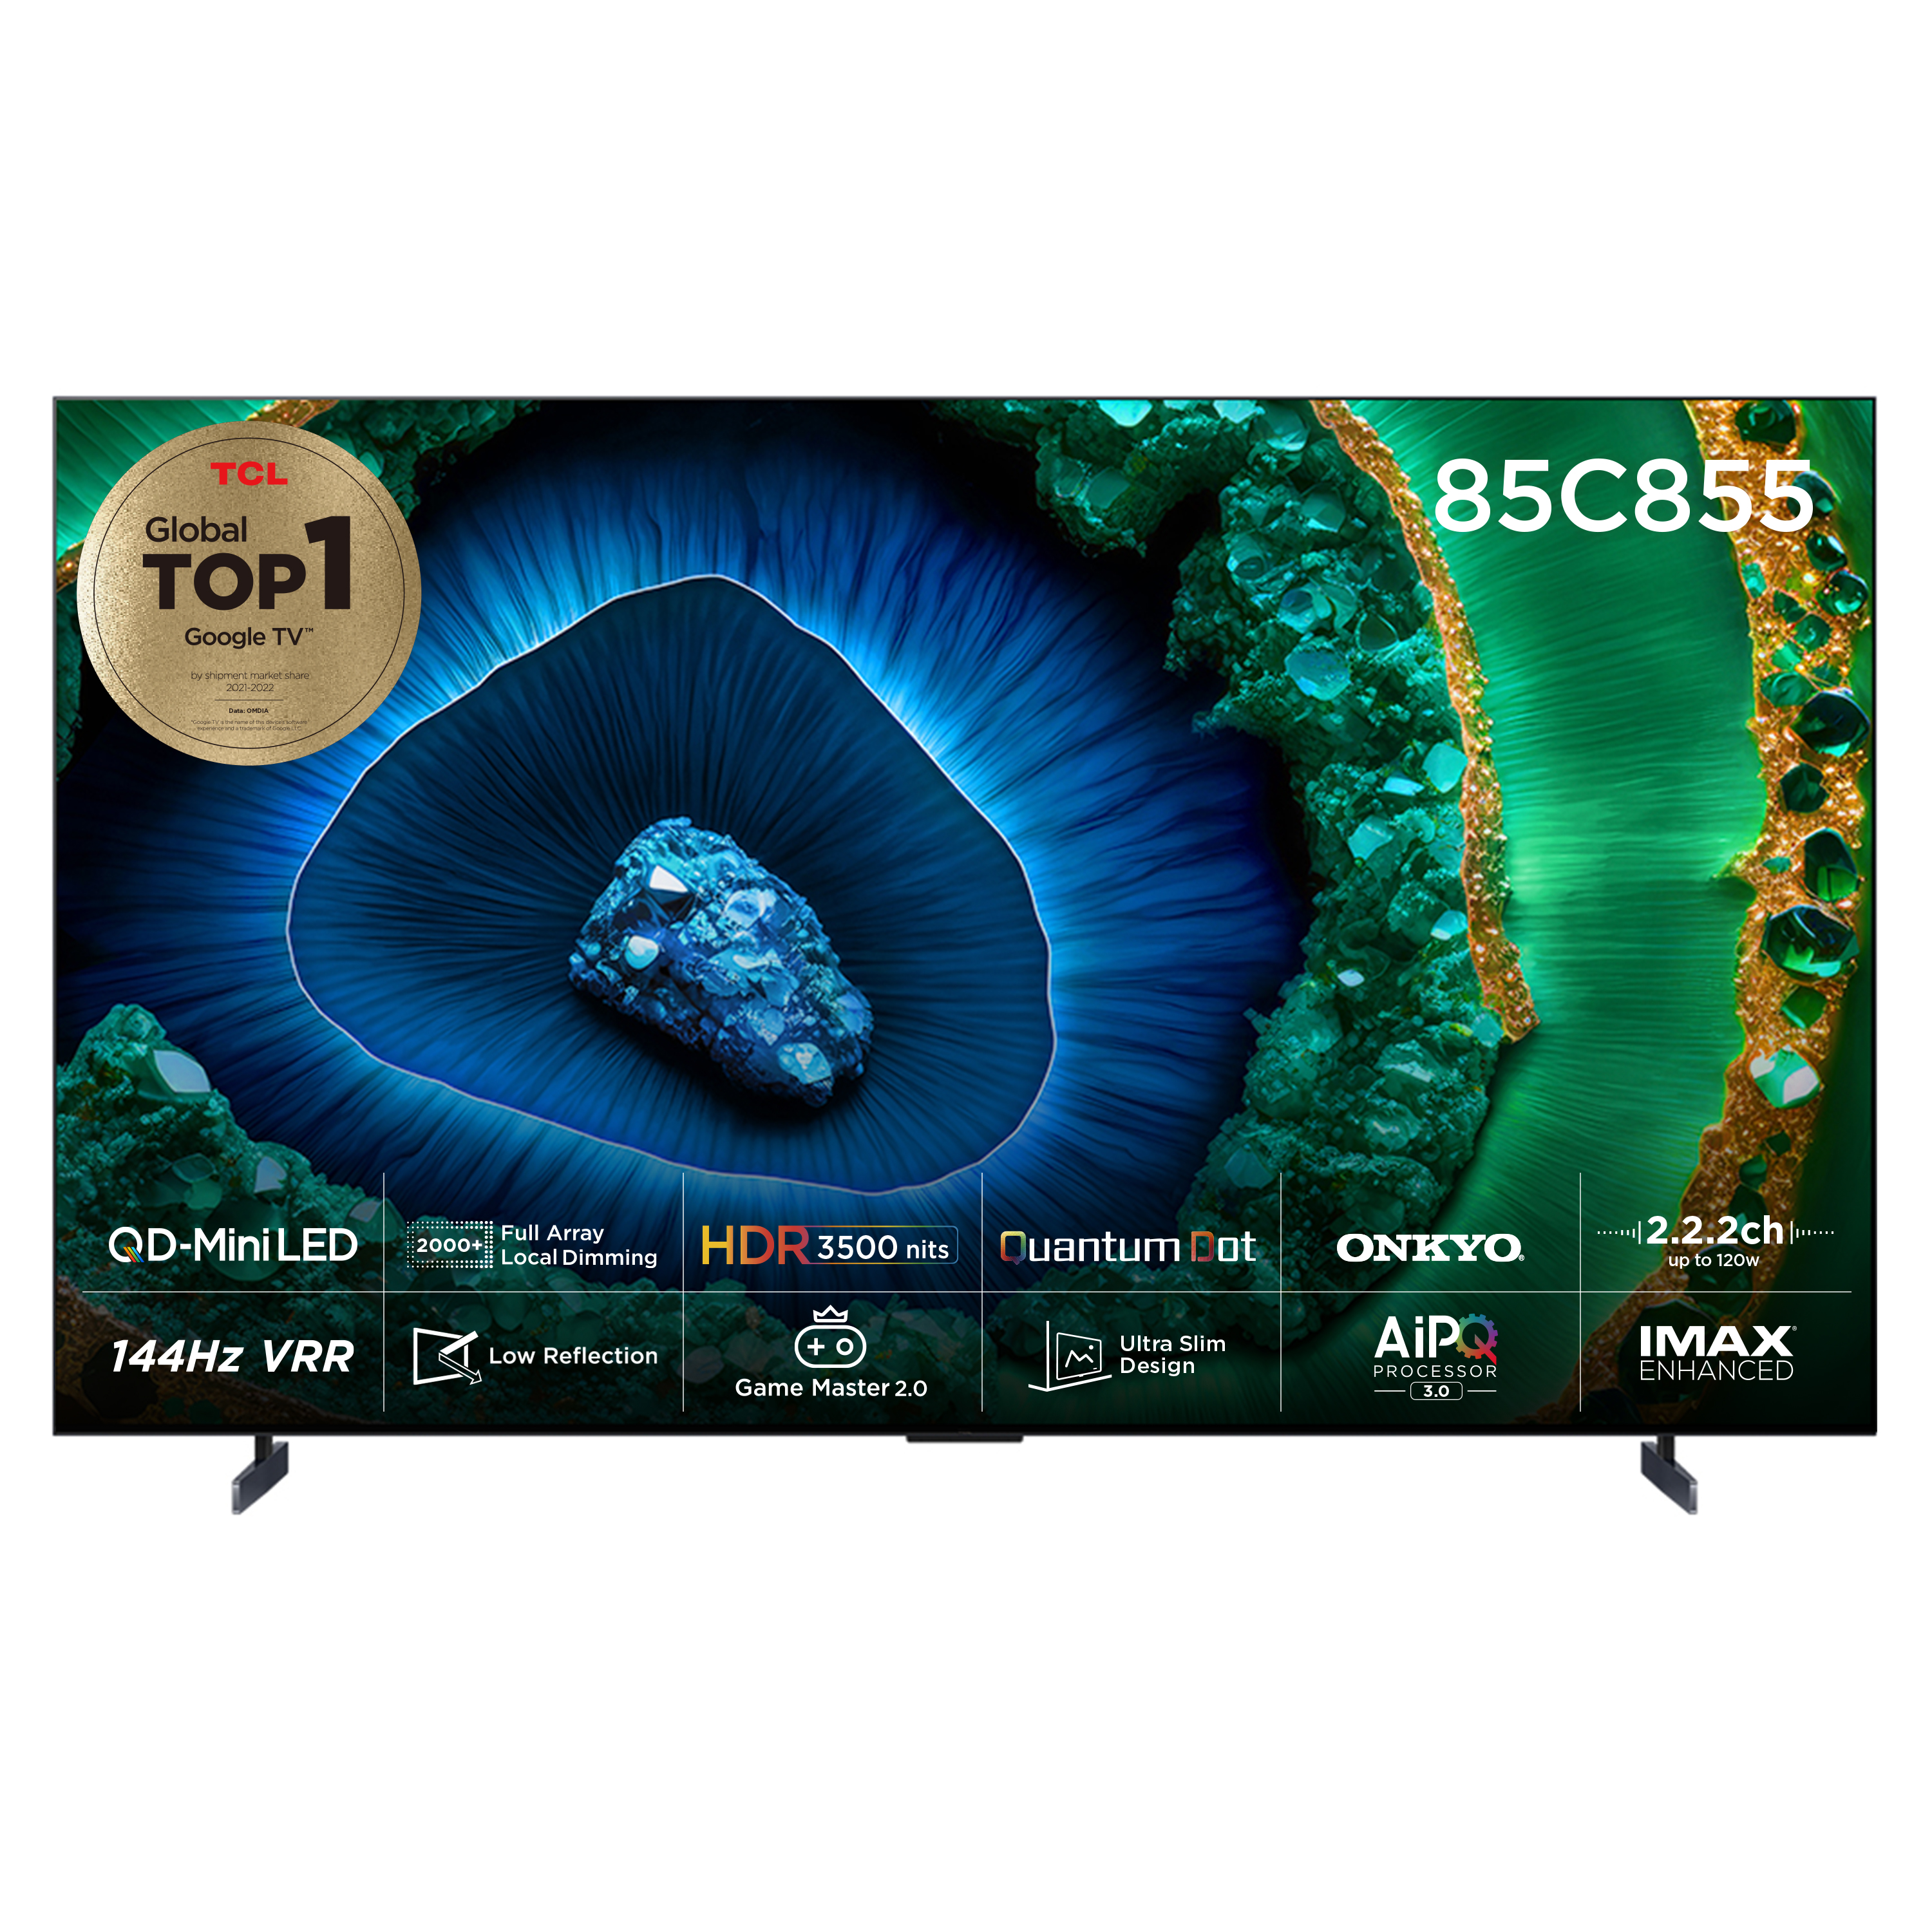 TCL
Global
TOP1
Google TV™
by shipment market share
2021-2022
Data: OMDIA
85C855
QD-Mini LED
2000+
Full Array
Local Dimming
HDR 3500 nits
Quantum Dot
ONKYO®
2.2.2ch
up to 120w
144Hz VRR
Low Reflection
Game Master 2.0
Ultra Slim
Design
AiPQ
PROCESSOR
3.0
IMAX®
ENHANCED